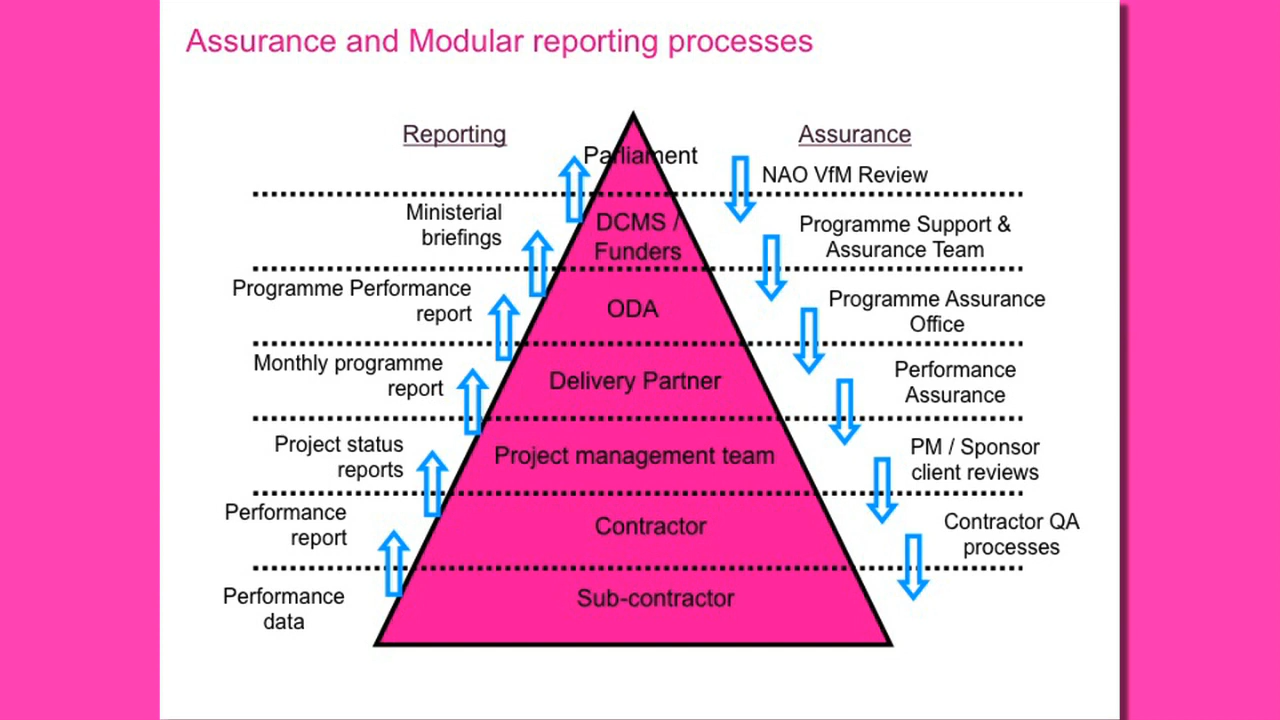 Assurance and Modular reporting processes
Reporting
Assurance
Parliament
NAO VfM Review
Ministerial
briefings
DCMS /
Funders
Programme Support &
Assurance Team
Programme Performance
report
ODA
Programme Assurance
Office
Monthly programme
report
Delivery Partner
Performance
Assurance
Project status
reports
Project management team
PM / Sponsor
client reviews
Performance
report
Contractor
Contractor QA
processes
Performance
data
Sub-contractor